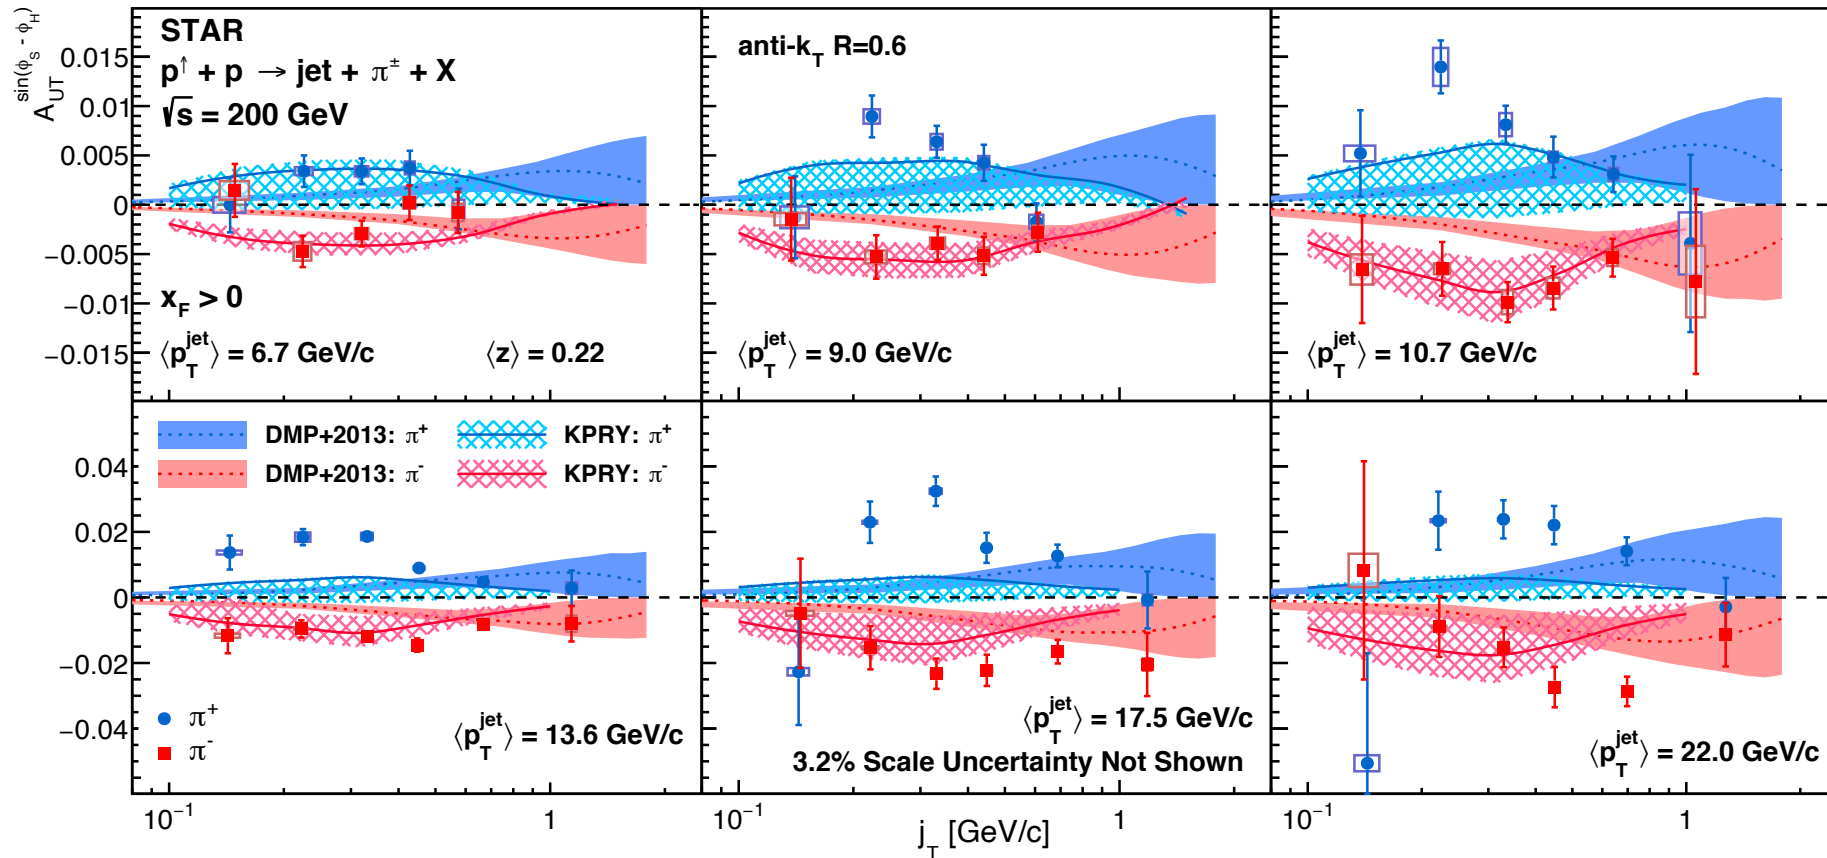 A_UT^sin(ϕ_S - ϕ_H)
0.015
0.01
0.005
0
−0.005
−0.01
−0.015
STAR
p^↑ + p → jet + π^± + X
√s = 200 GeV
x_F > 0
⟨p_T^jet⟩ = 6.7 GeV/c ⟨z⟩ = 0.22
anti-k_T R=0.6
⟨p_T^jet⟩ = 9.0 GeV/c
⟨p_T^jet⟩ = 10.7 GeV/c
0.04
0.02
0
−0.02
−0.04
DMP+2013: π^+ KPRY: π^+
DMP+2013: π^- KPRY: π^-
π^+
π^-
⟨p_T^jet⟩ = 13.6 GeV/c
⟨p_T^jet⟩ = 17.5 GeV/c
3.2% Scale Uncertainty Not Shown
⟨p_T^jet⟩ = 22.0 GeV/c
10^−1 1 10^−1 1 10^−1 1
j_T [GeV/c]